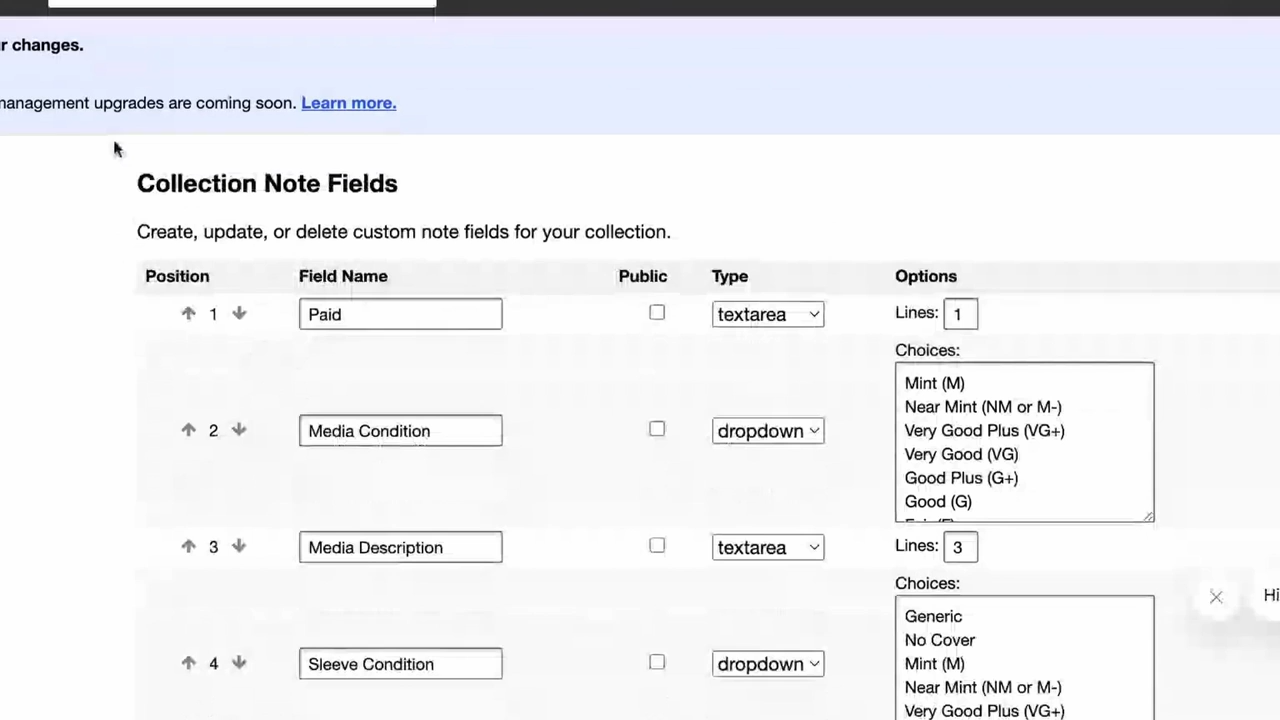 r changes.
management upgrades are coming soon. Learn more.
Collection Note Fields
Create, update, or delete custom note fields for your collection.
Position Field Name Public Type Options
1 Paid textarea Lines: 1
Choices:
Mint (M)
Near Mint (NM or M-)
2 Media Condition dropdown Very Good Plus (VG+)
Very Good (VG)
Good Plus (G+)
Good (G)
3 Media Description textarea Lines: 3
Choices:
Hi
Generic
No Cover
4 Sleeve Condition dropdown Mint (M)
Near Mint (NM or M-)
Very Good Plus (VG+)